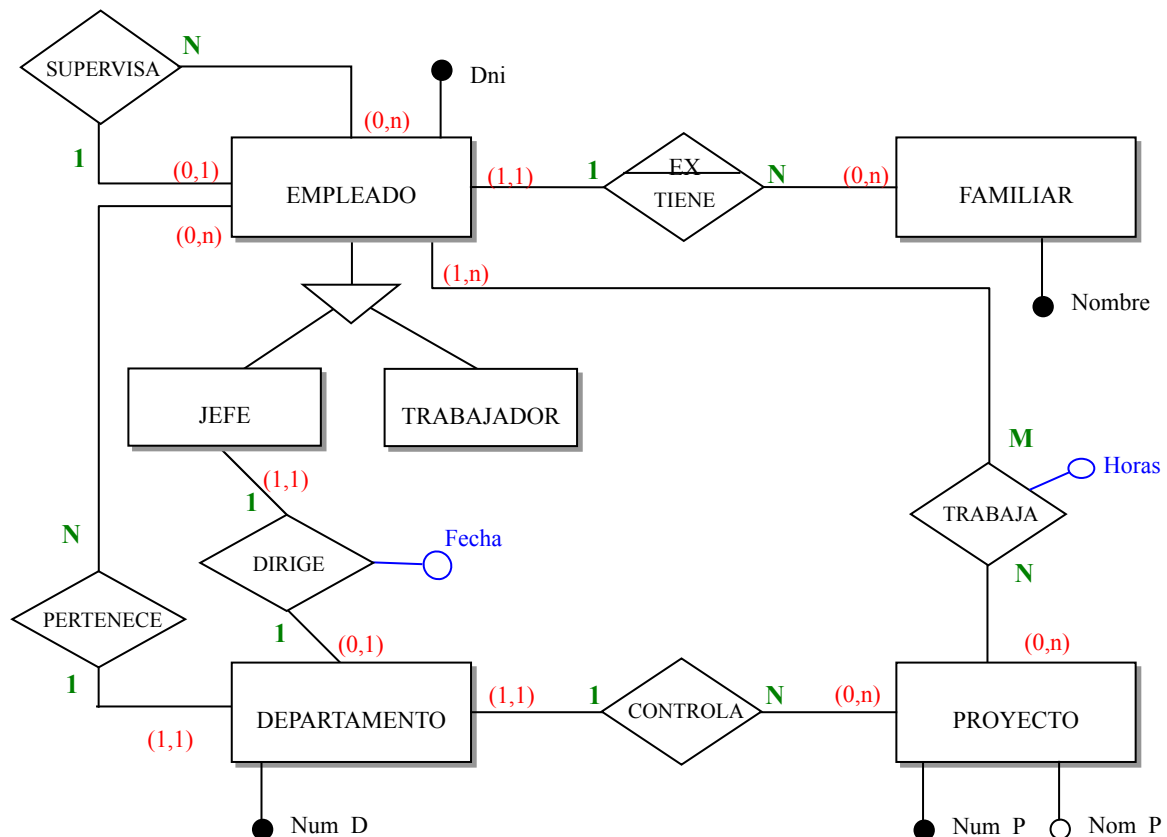 N
SUPERVISA
Dni
(0,n)
1
(0,1)
EMPLEADO
(1,1)
1
EX
TIENE
N
(0,n)
FAMILIAR
(0,n)
(1,n)
Nombre
JEFE
TRABAJADOR
M
(1,1)
1
Horas
TRABAJA
N
Fecha
DIRIGE
N
PERTENECE
1
(0,1)
(0,n)
1
(1,1)
DEPARTAMENTO
(1,1)
1
CONTROLA
N
(0,n)
PROYECTO
Num_D
Num_P
Nom_P